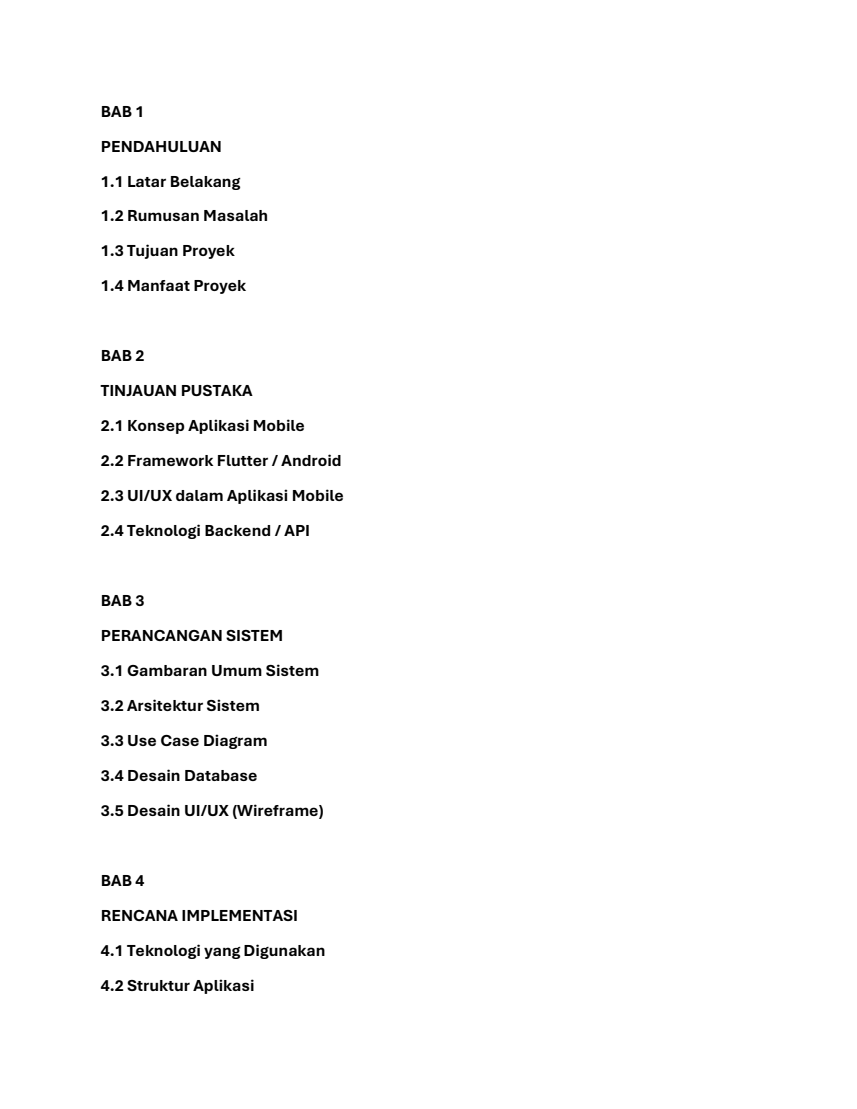 BAB 1
PENDAHULUAN
1.1 Latar Belakang
1.2 Rumusan Masalah
1.3 Tujuan Proyek
1.4 Manfaat Proyek
BAB 2
TINJAUAN PUSTAKA
2.1 Konsep Aplikasi Mobile
2.2 Framework Flutter / Android
2.3 UI/UX dalam Aplikasi Mobile
2.4 Teknologi Backend / API
BAB 3
PERANCANGAN SISTEM
3.1 Gambaran Umum Sistem
3.2 Arsitektur Sistem
3.3 Use Case Diagram
3.4 Desain Database
3.5 Desain UI/UX (Wireframe)
BAB 4
RENCANA IMPLEMENTASI
4.1 Teknologi yang Digunakan
4.2 Struktur Aplikasi